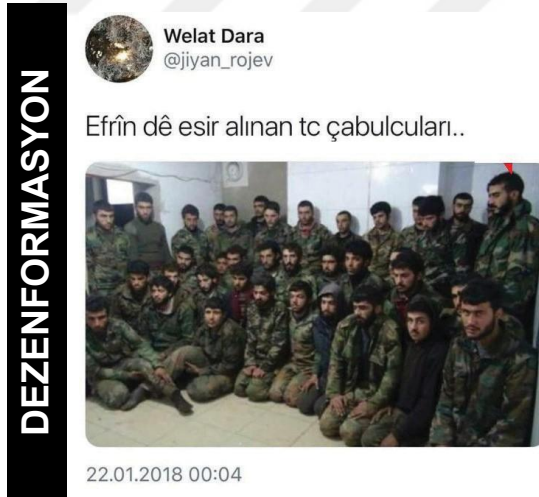 DEZENFORMASYON
Welat Dara
@jiyan_rojev
Efrîn dê esir alınan tc çabulcuları..
22.01.2018 00:04